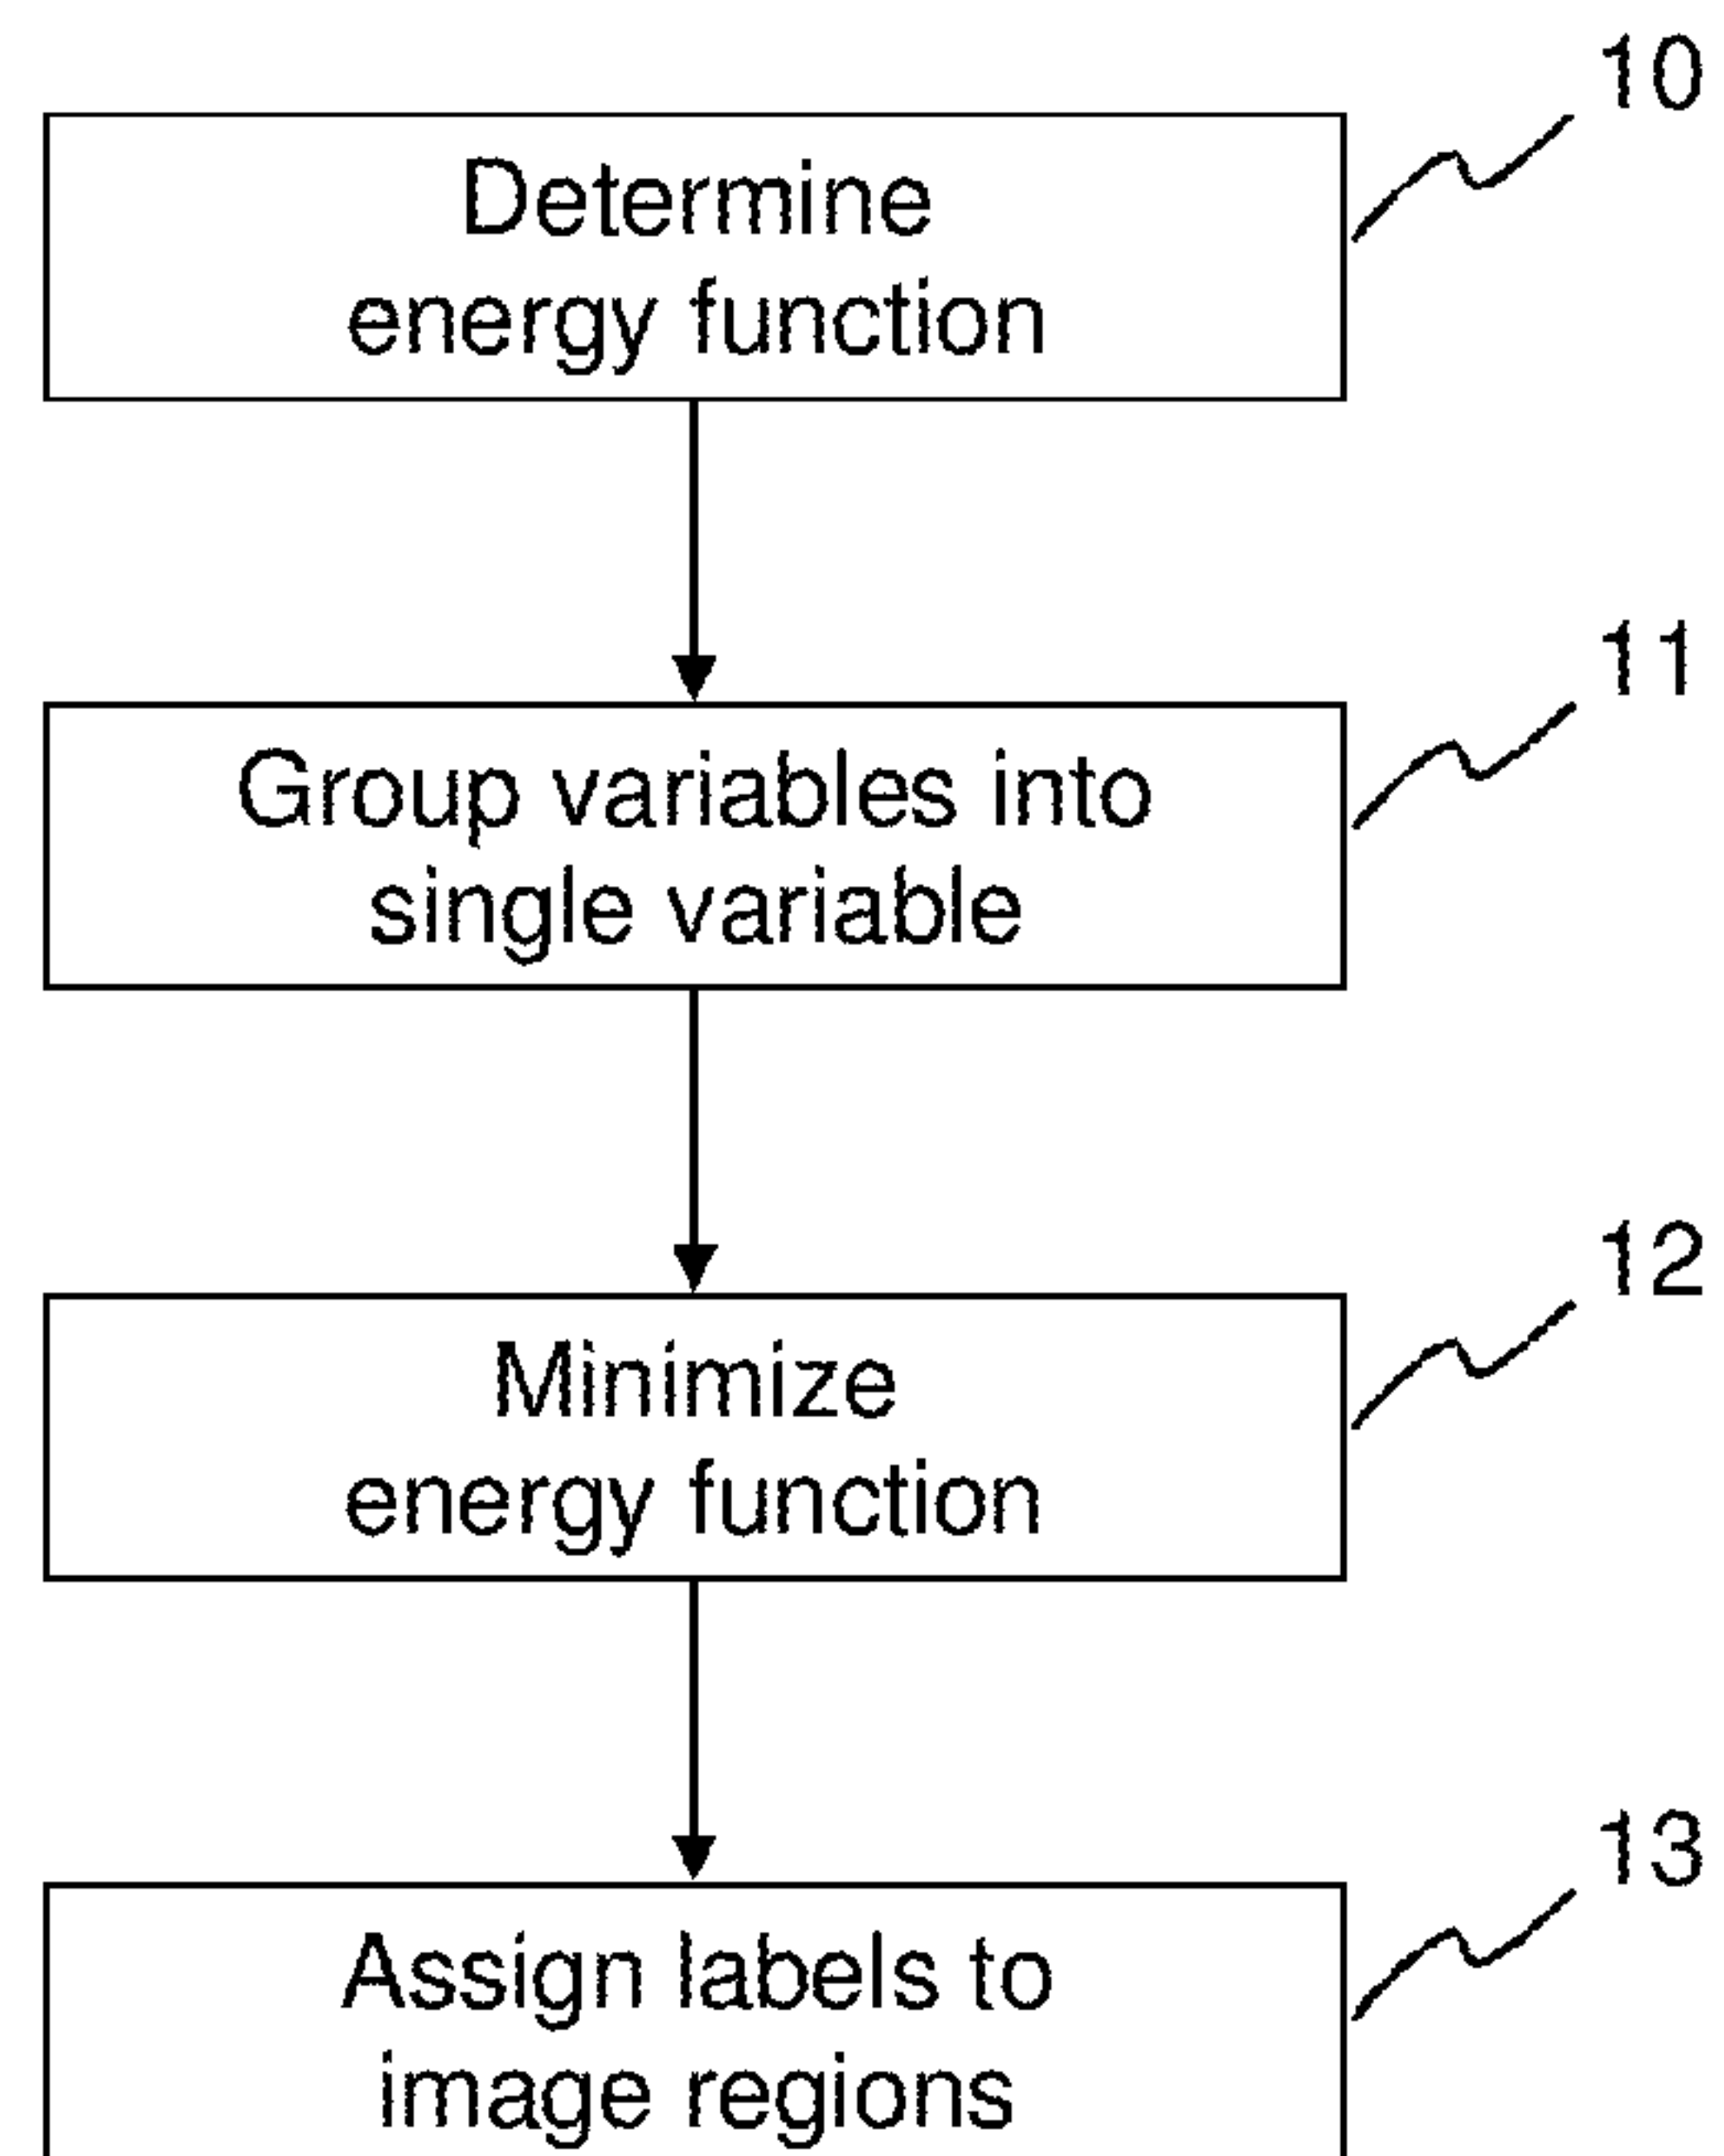 10
Determine
energy function
11
Group variables into
single variable
12
Minimize
energy function
13
Assign labels to
image regions